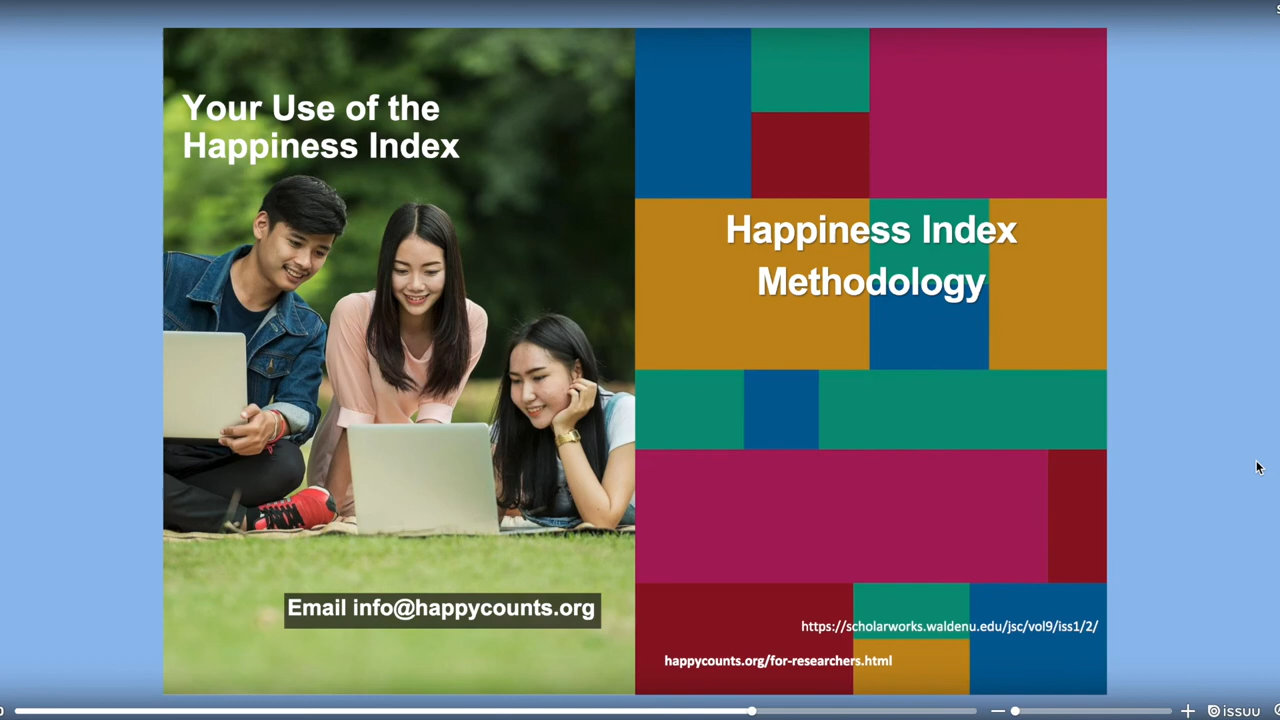 Your Use of the
Happiness Index
Email info@happycounts.org
Happiness Index
Methodology
https://scholarworks.waldenu.edu/jsc/vol9/iss1/2/
happycounts.org/for-researchers.html
issuu